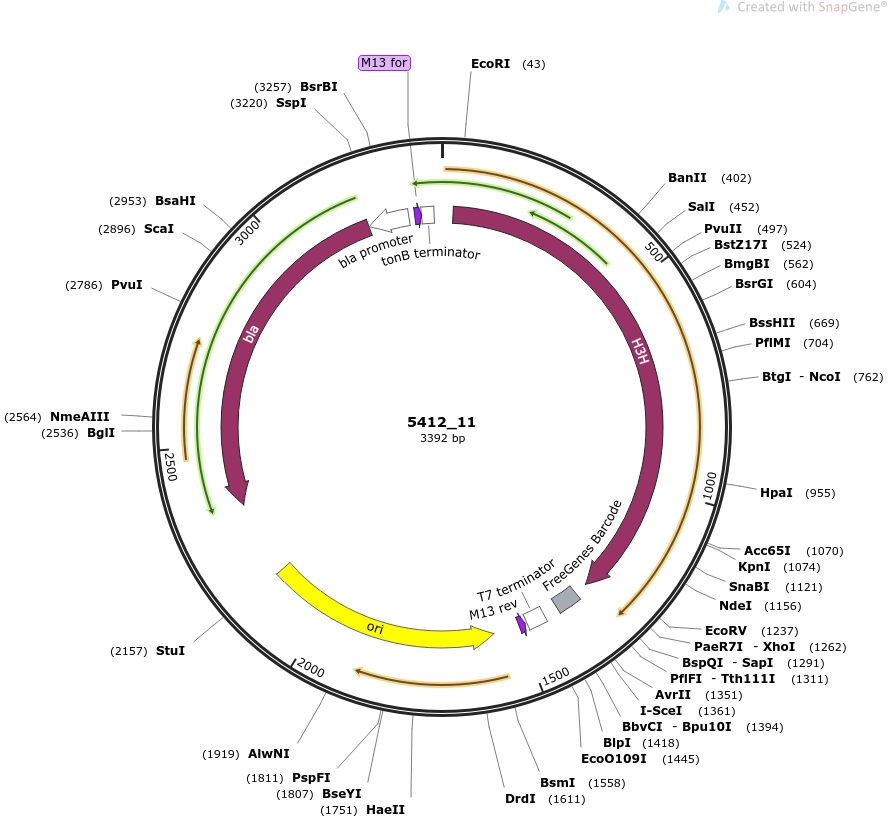 Created with SnapGene®
M13 for
EcoRI (43)
(3257) BsrBI
(3220) SspI
BanII (402)
(2953) BsaHI
SalI (452)
(2896) ScaI
PvuII (497)
BstZ17I (524)
BmgBI (562)
(2786) PvuI
BsrGI (604)
BssHII (669)
PflMI (704)
BtgI - NcoI (762)
3000
500
bla promoter
tonB terminator
bla
H3H
5412_11
3392 bp
(2564) NmeAIII
(2536) BglI
2500
1000
HpaI (955)
Acc65I (1070)
KpnI (1074)
SnaBI (1121)
NdeI (1156)
FreeGenes Barcode
T7 terminator
M13 rev
ori
EcoRV (1237)
PaeR7I - XhoI (1262)
(2157) StuI
BspQI - SapI (1291)
2000
1500
PflFI - Tth111I (1311)
AvrII (1351)
I-SceI (1361)
BbvCI - Bpu10I (1394)
BlpI (1418)
(1919) AlwNI
EcoO109I (1445)
(1811) PspFI
BsmI (1558)
(1807) BseYI
DrdI (1611)
(1751) HaeII